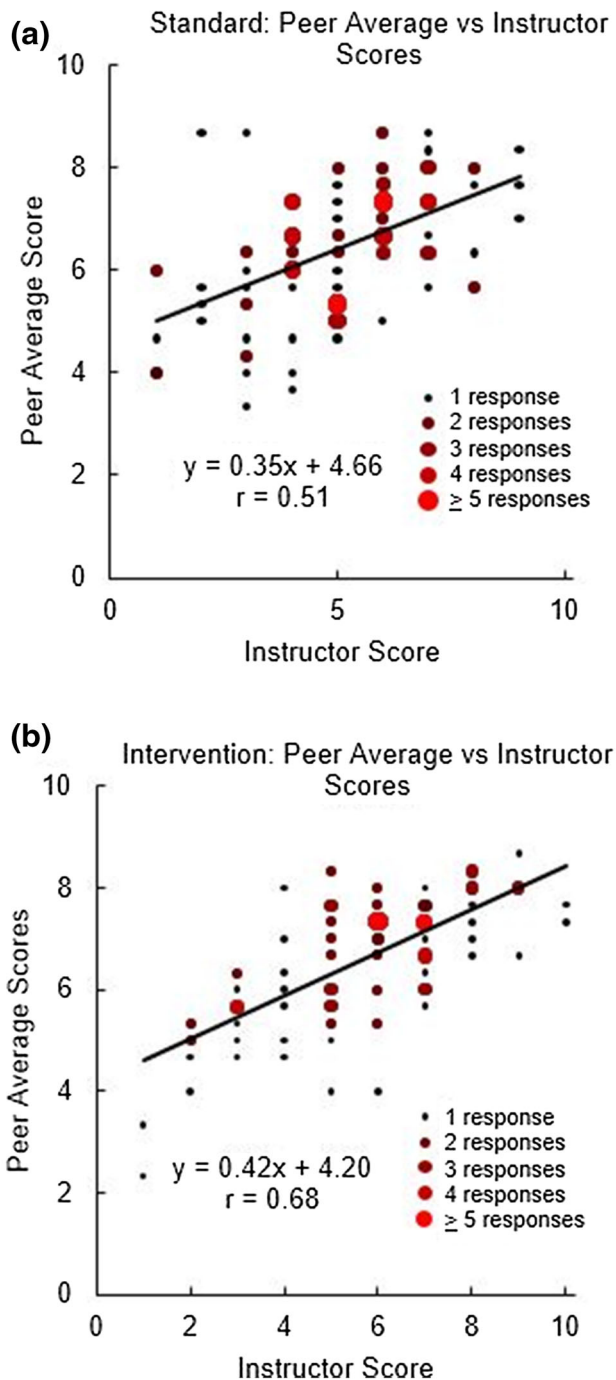 (a)
Standard: Peer Average vs Instructor
Scores
10
8
6
4
2
0
Peer Average Score
1 response
2 responses
3 responses
4 responses
≥ 5 responses
y = 0.35x + 4.66
r = 0.51
0 5 10
Instructor Score
(b)
Intervention: Peer Average vs Instructor
Scores
10
8
6
4
2
0
Peer Average Scores
1 response
2 responses
3 responses
4 responses
≥ 5 responses
y = 0.42x + 4.20
r = 0.68
0 2 4 6 8 10
Instructor Score